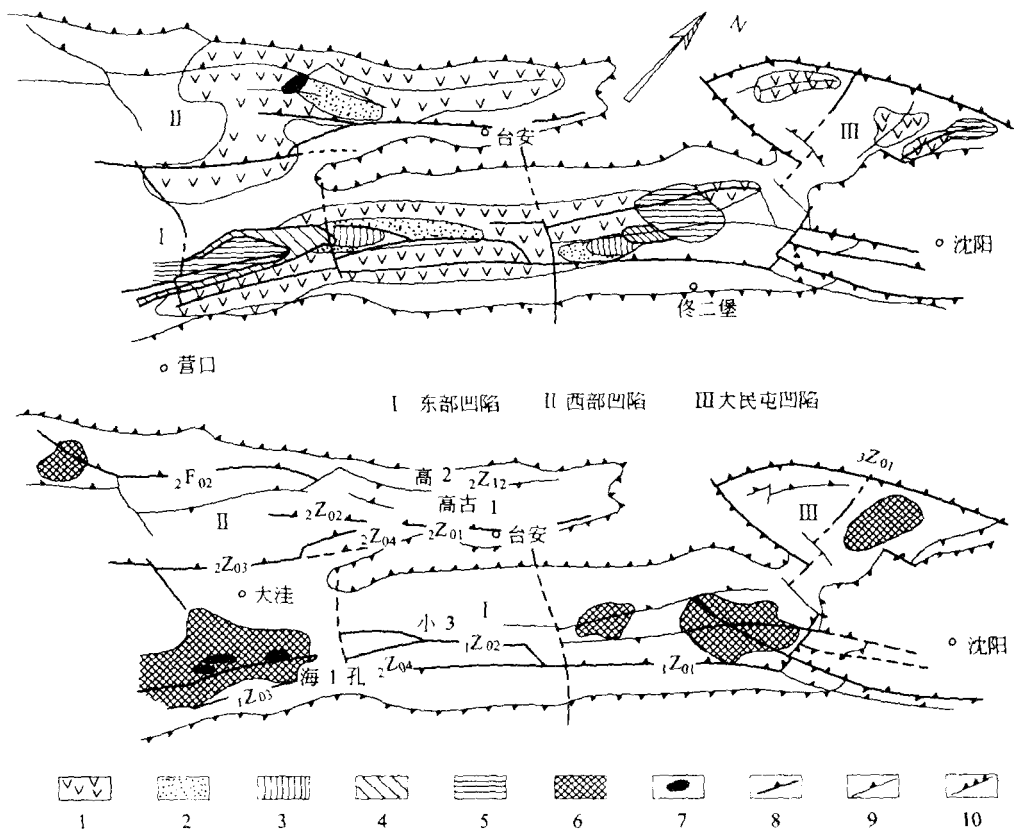 N
II
III
台安
I
沈阳
佟二堡
营口
I 东部凹陷 II 西部凹陷 III 大民屯凹陷
₃Z₀₁
₂F₀₂
高 2 ₂Z₁₂
高古 1
III
II
₂Z₀₂
₂Z₀₄
₂Z₀₁
台安
₂Z₀₃
大洼
I
小 3
₁Z₀₂
沈阳
海 1 孔
₂Z₀₄
₁Z₀₁
₁Z₀₃
1 2 3 4 5 6 7 8 9 10